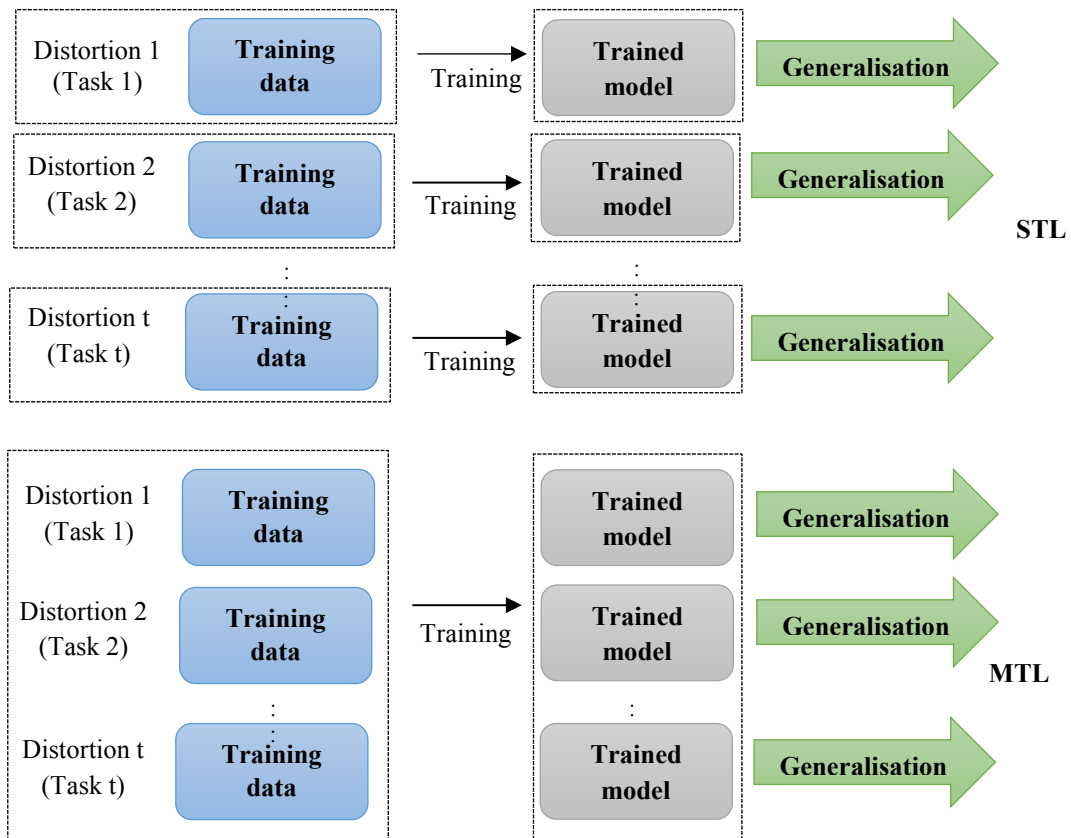 Distortion 1
(Task 1)
Training
data
Training
Trained
model
Generalisation
Distortion 2
(Task 2)
Training
data
Training
Trained
model
Generalisation
STL
Distortion t
(Task t)
Training
data
Training
Trained
model
Generalisation
Distortion 1
(Task 1)
Training
data
Trained
model
Generalisation
Distortion 2
(Task 2)
Training
data
Training
Trained
model
Generalisation
MTL
Distortion t
(Task t)
Training
data
Trained
model
Generalisation